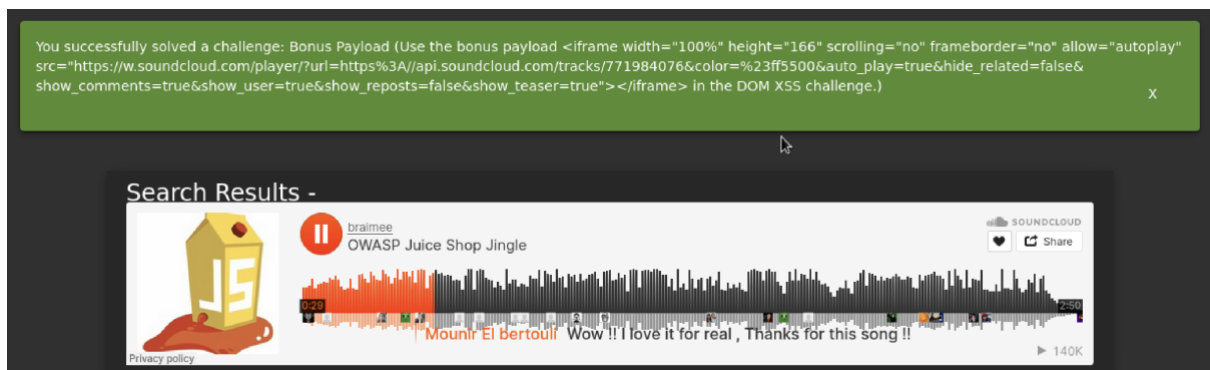 You successfully solved a challenge: Bonus Payload (Use the bonus payload <iframe width="100%" height="166" scrolling="no" frameborder="no" allow="autoplay"
src="https://w.soundcloud.com/player/?url=https%3A//api.soundcloud.com/tracks/771984076&color=%23ff5500&auto_play=true&hide_related=false&
show_comments=true&show_user=true&show_reposts=false&show_teaser=true"></iframe> in the DOM XSS challenge.)
X
Search Results -
JS
braimee
OWASP Juice Shop Jingle
SOUNDCLOUD
Share
0:29
2:50
Mounir El bertouli Wow !! I love it for real , Thanks for this song !!
Privacy policy
140K